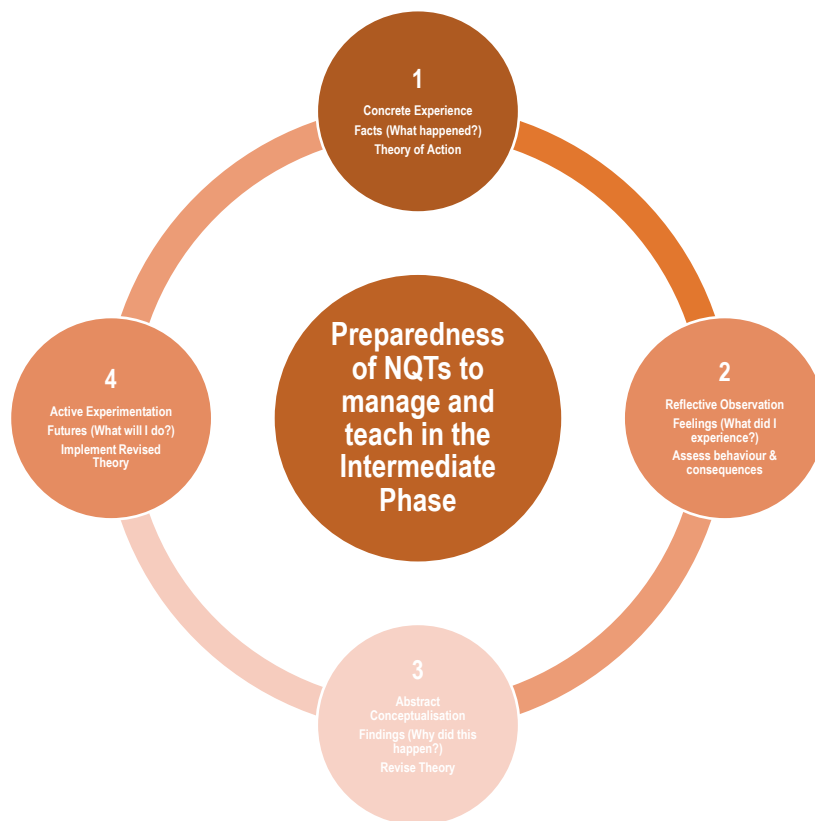 1
Concrete Experience
Facts (What happened?)
Theory of Action
2
Reflective Observation
Feelings (What did I
experience?)
Assess behaviour &
consequences
3
Abstract
Conceptualisation
Findings (Why did this
happen?)
Revise Theory
4
Active Experimentation
Futures (What will I do?)
Implement Revised
Theory
Preparedness
of NQTs to
manage and
teach in the
Intermediate
Phase